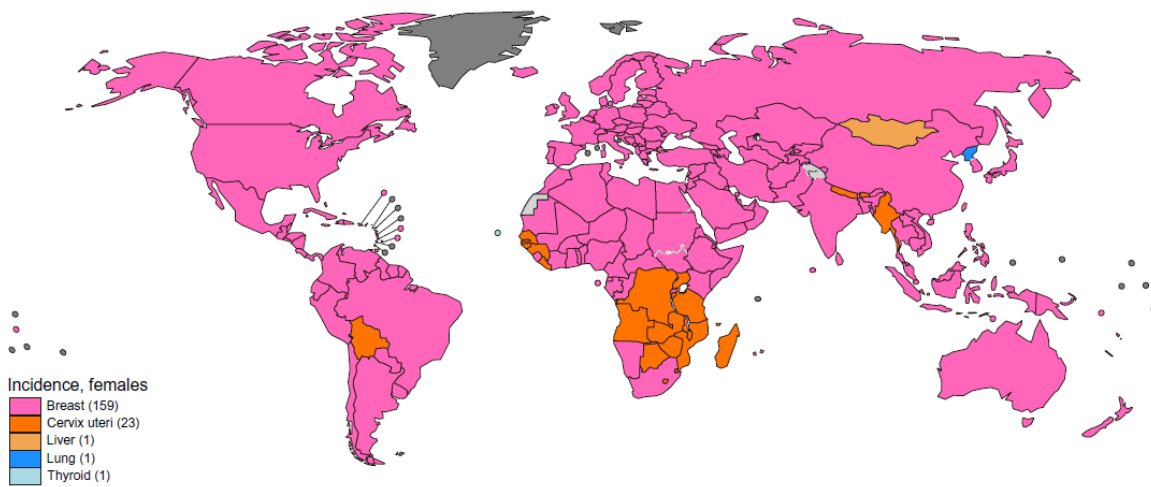 Incidence, females
Breast (159)
Cervix uteri (23)
Liver (1)
Lung (1)
Thyroid (1)